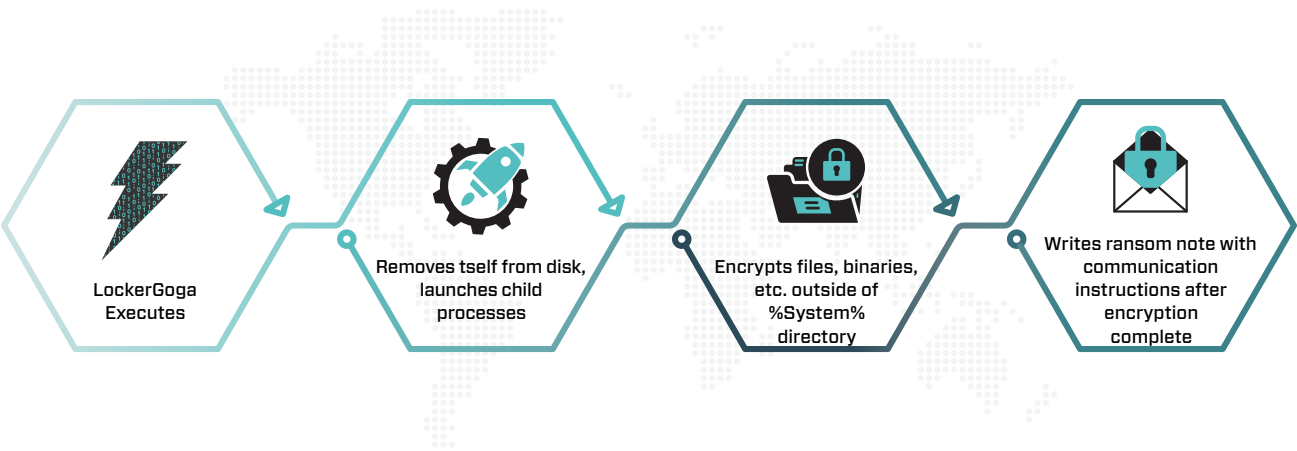 LockerGoga
Executes
Removes tself from disk,
launches child
processes
Encrypts files, binaries,
etc. outside of
%System%
directory
Writes ransom note with
communication
instructions after
encryption
complete